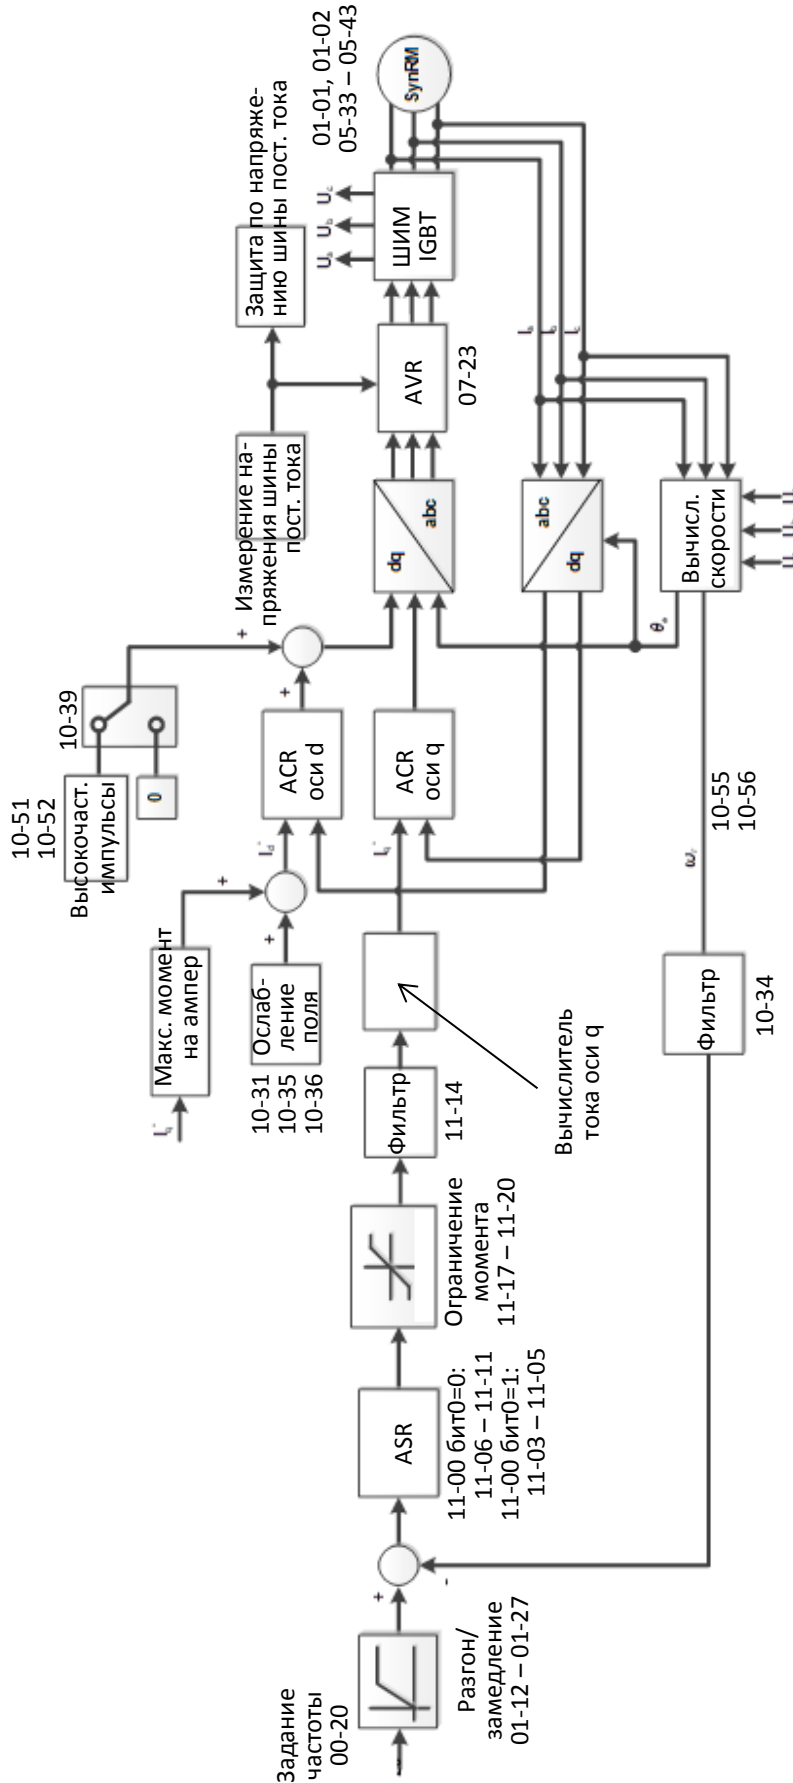 Задание
частоты
00-20
Разгон/
замедление
01-12 – 01-27
+
-
ASR
11-00 бит0=0:
11-06 – 11-11
11-00 бит0=1:
11-03 – 11-05
Ограничение
момента
11-17 – 11-20
Фильтр
11-14
Вычислитель
тока оси q
Макс. момент
на ампер
10-31
10-35
10-36
Ослаб-
ление
поля
+
+
10-51
10-52
Высокочаст.
импульсы
0
10-39
ACR
оси d
ACR
оси q
+
+
Измерение на-
пряжения шины
пост. тока
Защита по напряже-
нию шины пост. тока
dq
abc
AVR
07-23
ШИМ
IGBT
Ua
Ub
Uc
SynRM
01-01, 01-02
05-33 – 05-43
abc
dq
Вычисл.
скорости
10-55
10-56
Фильтр
10-34